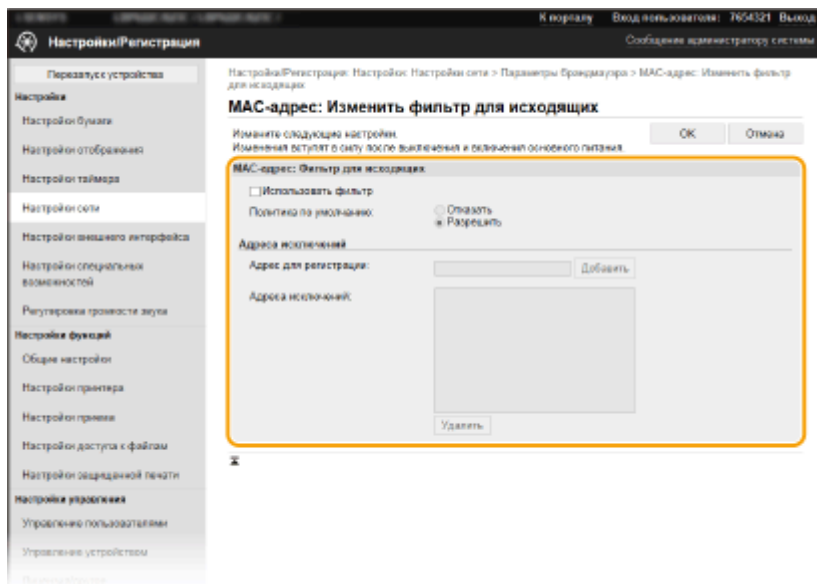 К порталу Вход пользователя: 7654321 Выход
Настройки/Регистрация
Сообщение администратору системы
Перезапуск устройства
Настройки
Настройки бумаги
Настройки отображения
Настройки таймера
Настройки сети
Настройки внешнего интерфейса
Настройки специальных
возможностей
Регулировка громкости звука
Настройки функций
Общие настройки
Настройки принтера
Настройки приема
Настройки доступа к файлам
Настройки защищенной печати
Настройки управления
Управление пользователями
Управление устройством
Настройки/Регистрация: Настройки: Настройки сети > Параметры брандмауэра > MAC-адрес: Изменить фильтр
для исходящих
MAC-адрес: Изменить фильтр для исходящих
Измените следующие настройки.
Изменения вступят в силу после выключения и включения основного питания.
OK Отмена
MAC-адрес: Фильтр для исходящих
Использовать фильтр
Политика по умолчанию: Отказать
Разрешить
Адреса исключений
Адрес для регистрации: Добавить
Адреса исключений:
Удалить